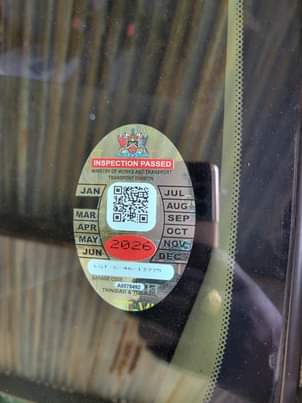 INSPECTION PASSED
MINISTRY OF WORKS AND TRANSPORT
TRANSPORT DIVISION
JAN JUL
AUG
MAR SEP
APR OCT
MAY 2026 NOV
JUN DEC
A0578492
TRINIDAD & TOBAGO